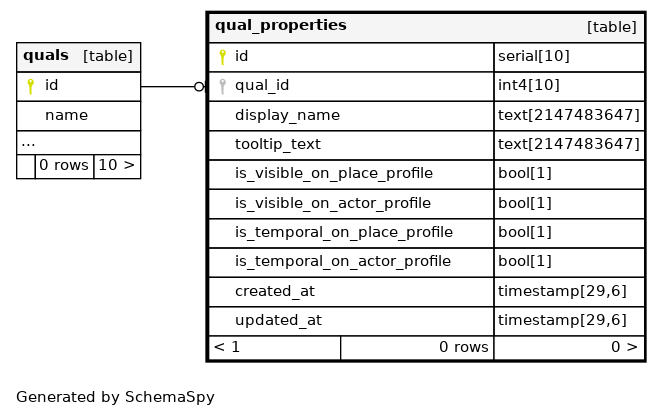 quals [table]
id
name
...
0 rows 10 >
qual_properties [table]
id serial[10]
qual_id int4[10]
display_name text[2147483647]
tooltip_text text[2147483647]
is_visible_on_place_profile bool[1]
is_visible_on_actor_profile bool[1]
is_temporal_on_place_profile bool[1]
is_temporal_on_actor_profile bool[1]
created_at timestamp[29,6]
updated_at timestamp[29,6]
< 1 0 rows 0 >
Generated by SchemaSpy